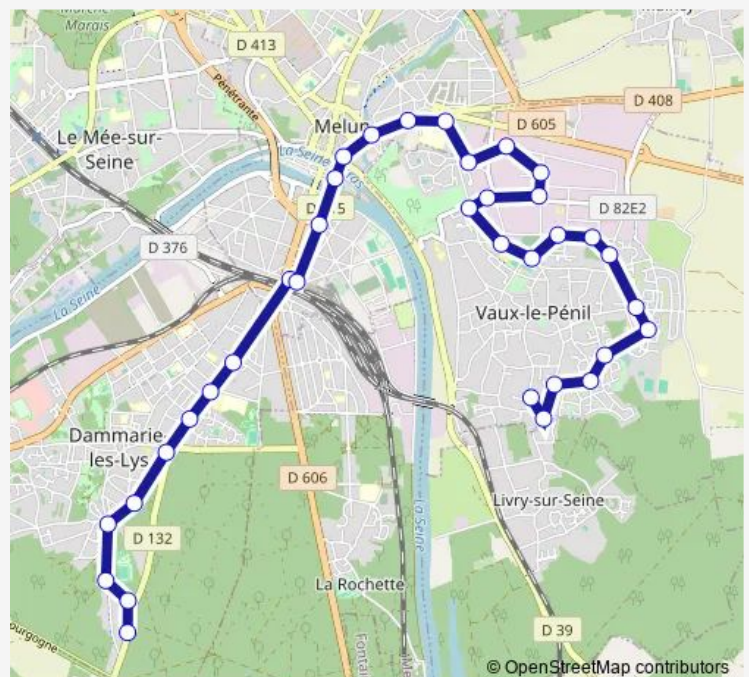 Marais
D 413
Pénétrante
D 408
Le Mée-sur-
Seine
Melun
D 605
La Seine
D 82E2
D 376
La Seine
Vaux-le-Pénil
Dammarie
les-Lys
D 606
Livry-sur-Seine
La Seine
D 132
La Rochette
D 39
© OpenStreetMap contributors